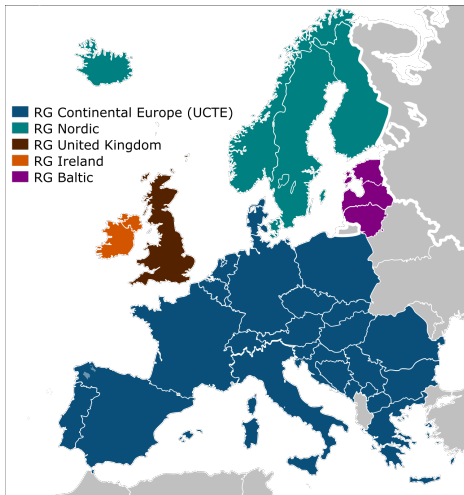 RG Continental Europe (UCTE)
RG Nordic
RG United Kingdom
RG Ireland
RG Baltic